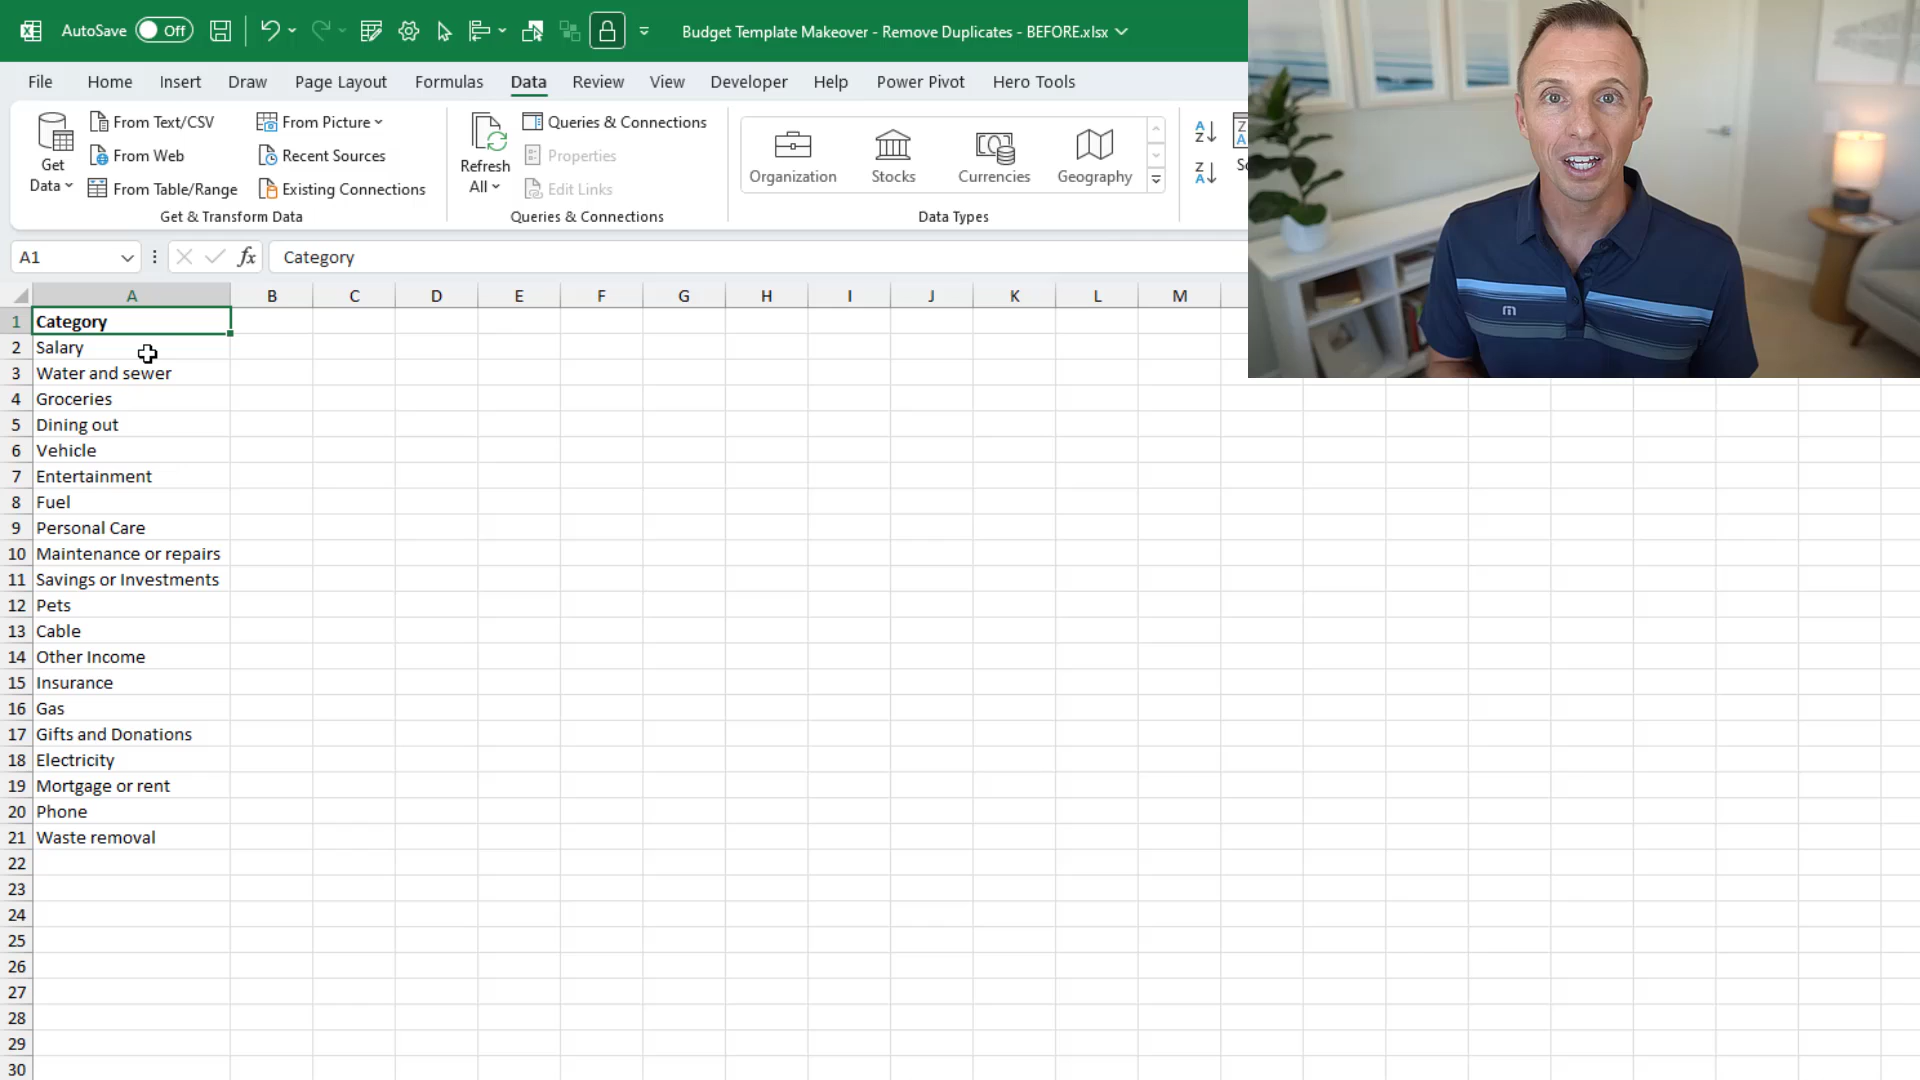 AutoSave Off
Budget Template Makeover - Remove Duplicates - BEFORE.xlsx
File Home Insert Draw Page Layout Formulas Data Review View Developer Help Power Pivot Hero Tools
Get Data
From Text/CSV
From Web
From Table/Range
From Picture
Recent Sources
Existing Connections
Get & Transform Data
Refresh All
Queries & Connections
Properties
Edit Links
Queries & Connections
Organization
Stocks
Currencies
Geography
Data Types
A
Z
Z
A
Z
A
A1
fx
Category
A B C D E F G H I J K L M
1 Category
2 Salary
3 Water and sewer
4 Groceries
5 Dining out
6 Vehicle
7 Entertainment
8 Fuel
9 Personal Care
10 Maintenance or repairs
11 Savings or Investments
12 Pets
13 Cable
14 Other Income
15 Insurance
16 Gas
17 Gifts and Donations
18 Electricity
19 Mortgage or rent
20 Phone
21 Waste removal
22
23
24
25
26
27
28
29
30